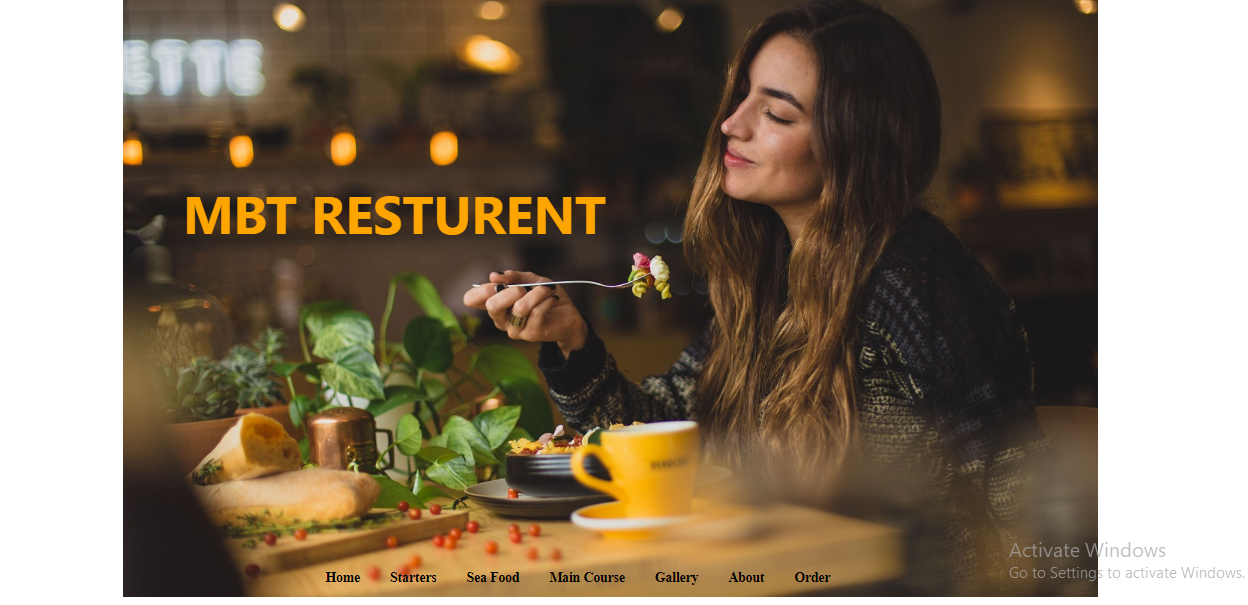 ETTE
MBT RESTURENT
Home Starters Sea Food Main Course Gallery About Order
Activate Windows
Go to Settings to activate Windows.